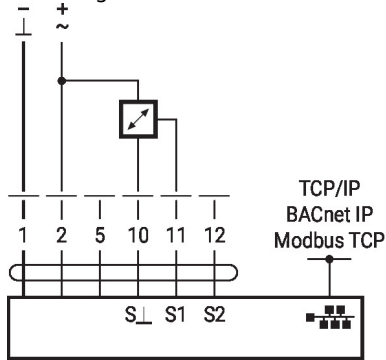 − +
⊥ ~
TCP/IP
BACnet IP
Modbus TCP
1 2 5 10 11 12
S⊥ S1 S2